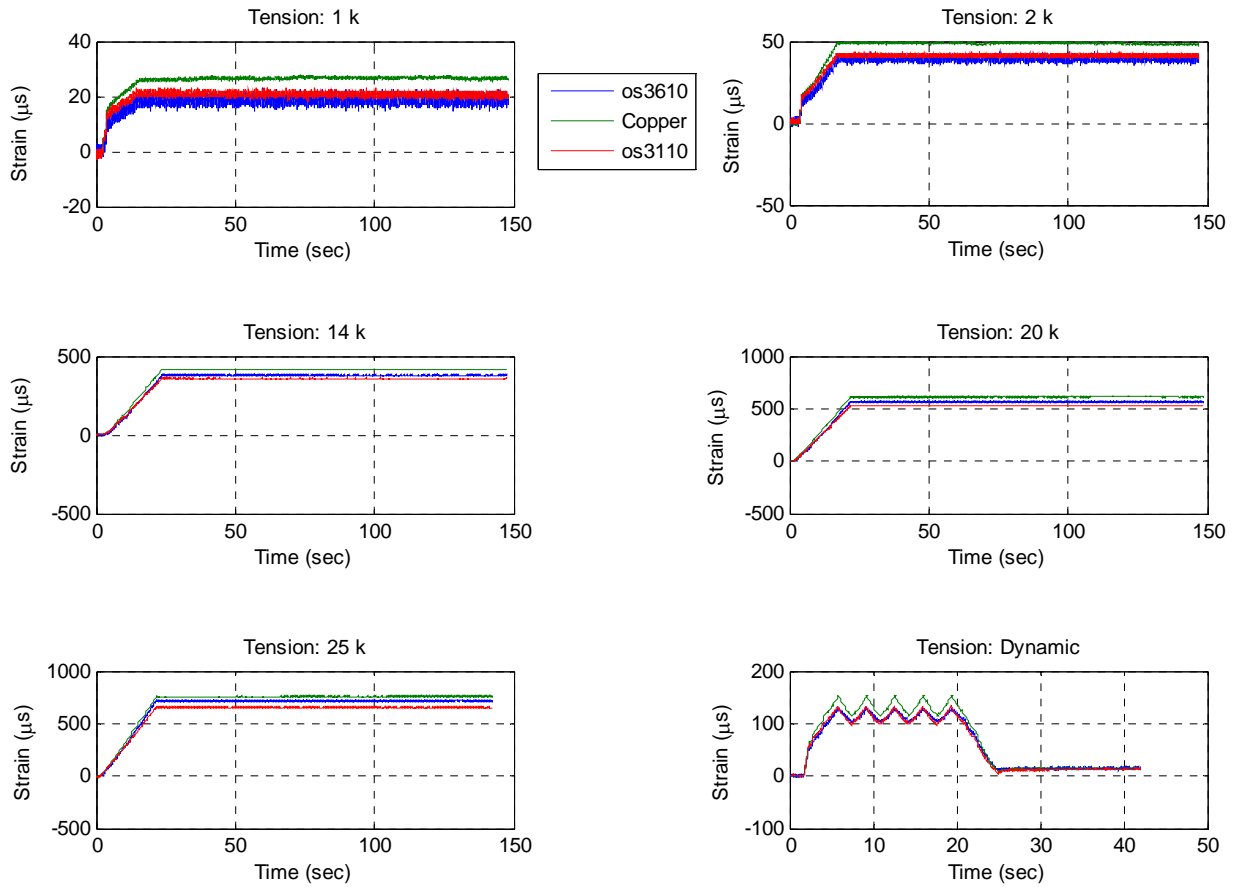 Tension: 1 k
40
20
0
-20
Strain (μs)
0 50 100 150
Time (sec)
os3610
Copper
os3110
Tension: 2 k
50
0
-50
Strain (μs)
0 50 100 150
Time (sec)
Tension: 14 k
500
0
-500
Strain (μs)
0 50 100 150
Time (sec)
Tension: 20 k
1000
500
0
-500
Strain (μs)
0 50 100 150
Time (sec)
Tension: 25 k
1000
500
0
-500
Strain (μs)
0 50 100 150
Time (sec)
Tension: Dynamic
200
100
0
-100
Strain (μs)
0 10 20 30 40 50
Time (sec)